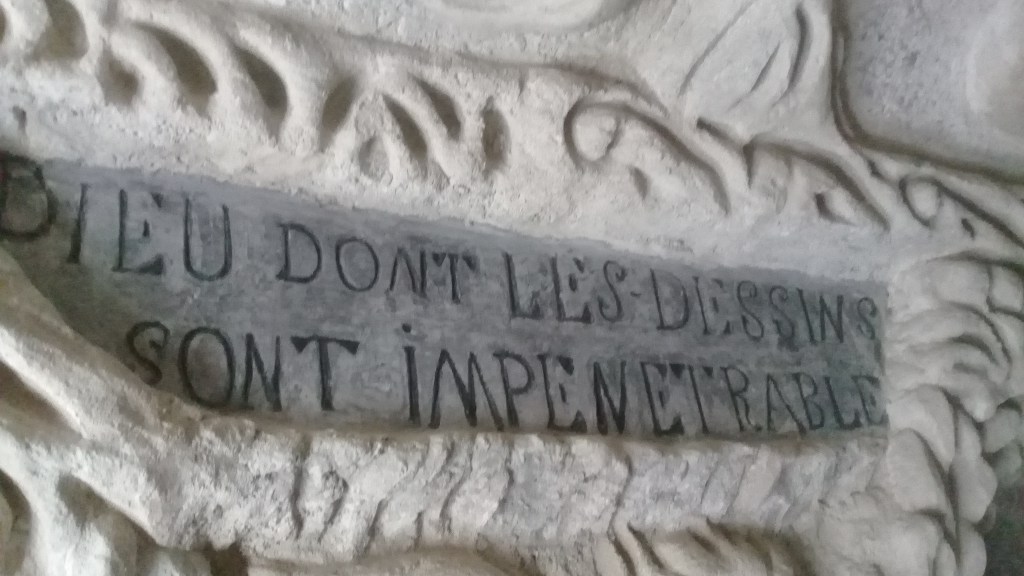 DIEU DONT LES DESSINS
SONT IMPENETRABLE